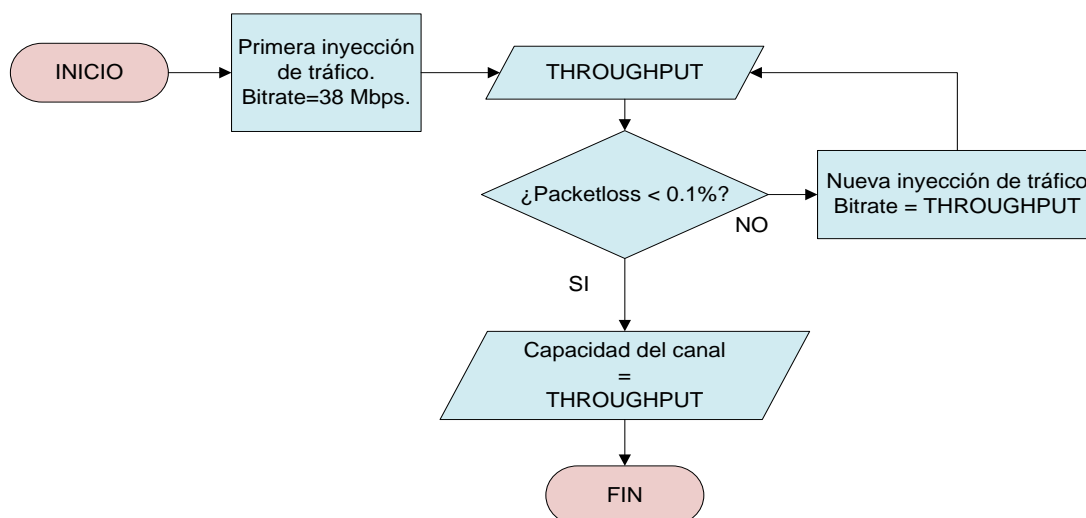 INICIO
Primera inyección
de tráfico.
Bitrate=38 Mbps.
THROUGHPUT
¿Packetloss < 0.1%?
NO
Nueva inyección de tráfico
Bitrate = THROUGHPUT
SI
Capacidad del canal
=
THROUGHPUT
FIN